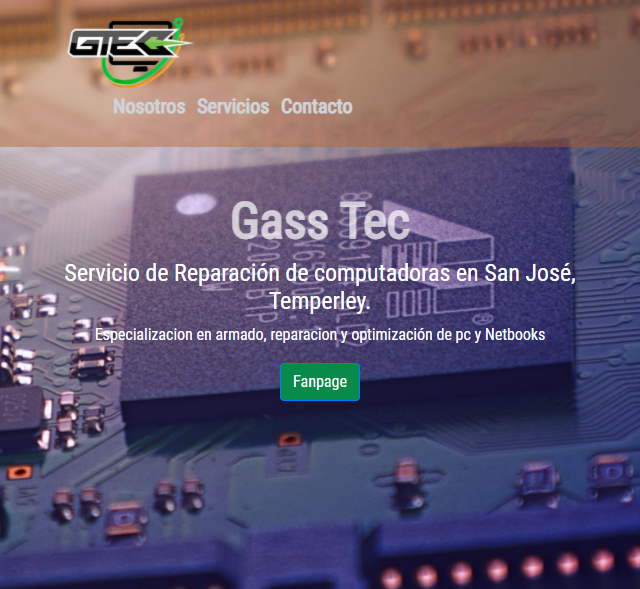 GTEC
Nosotros Servicios Contacto
Gass Tec
Servicio de Reparación de computadoras en San José,
Temperley.
Especializacion en armado, reparacion y optimización de pc y Netbooks
Fanpage